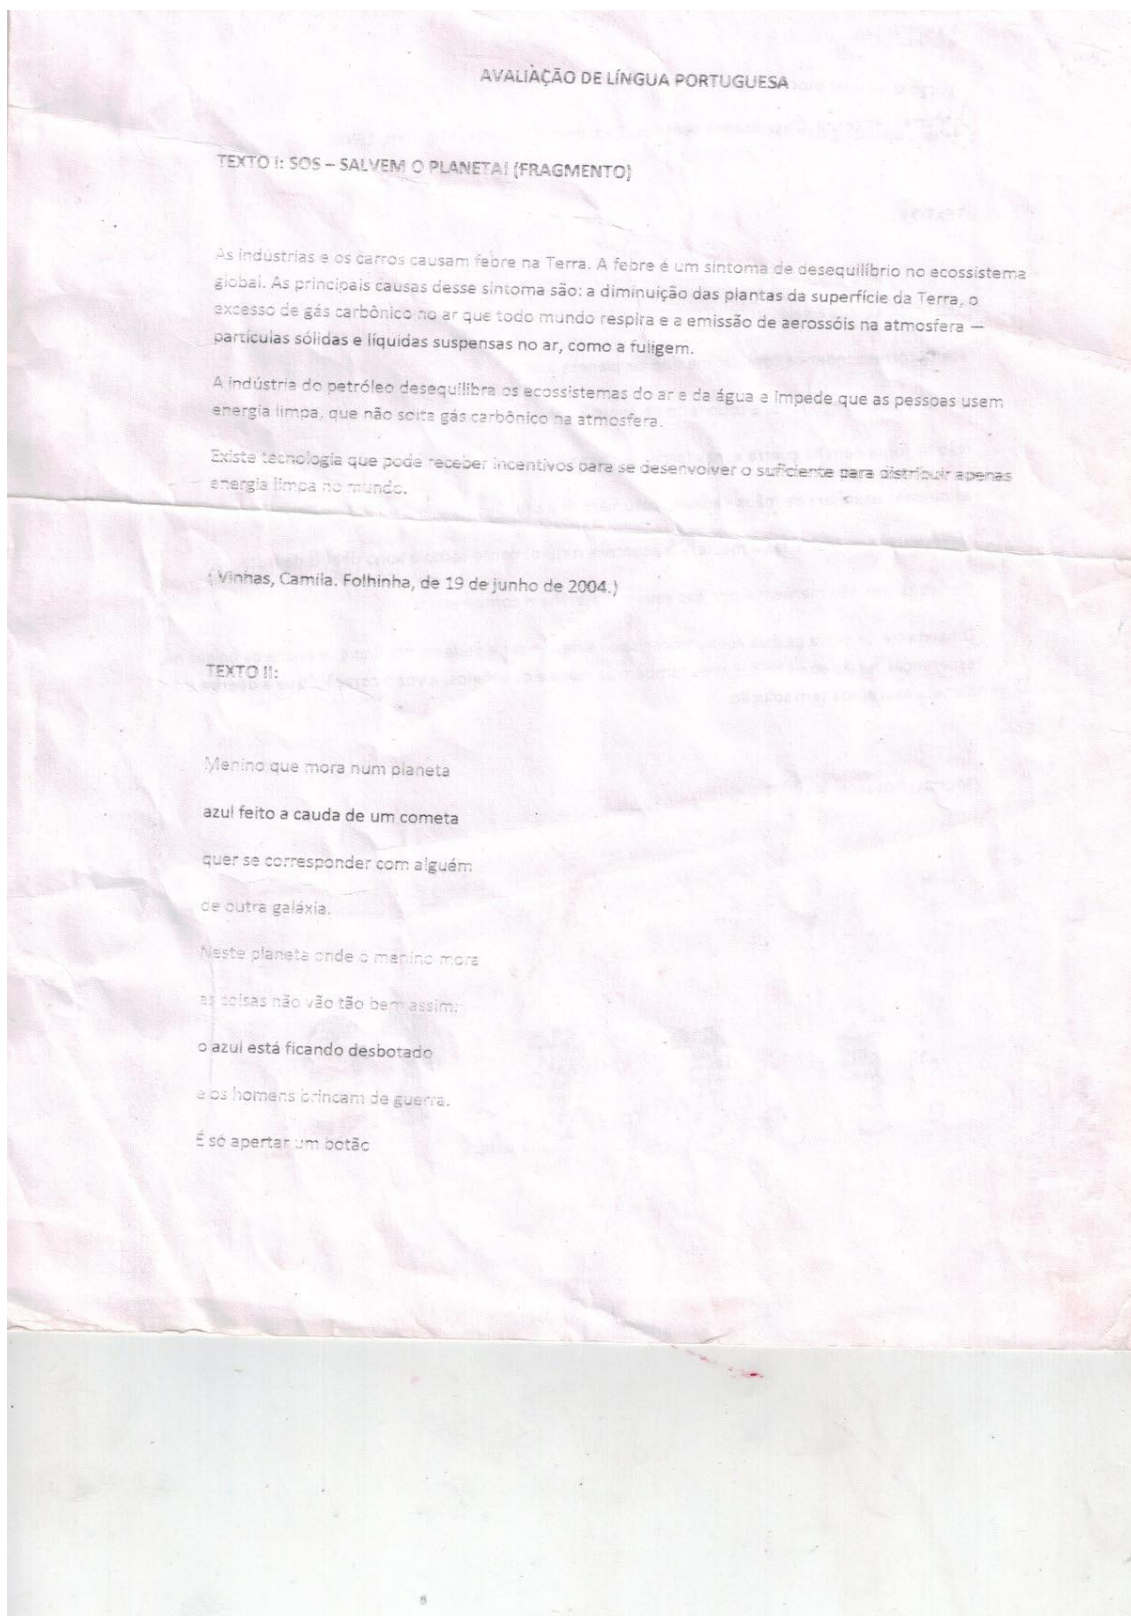 AVALIAÇÃO DE LÍNGUA PORTUGUESA
TEXTO I: SOS – SALVEM O PLANETA! (FRAGMENTO)
As indústrias e os carros causam febre na Terra. A febre é um sintoma de desequilíbrio no ecossistema
global. As principais causas desse sintoma são: a diminuição das plantas da superfície da Terra, o
excesso de gás carbônico no ar que todo mundo respira e a emissão de aerossóis na atmosfera —
partículas sólidas e líquidas suspensas no ar, como a fuligem.
A indústria do petróleo desequilibra os ecossistemas do ar e da água e impede que as pessoas usem
energia limpa, que não solta gás carbônico na atmosfera.
Existe tecnologia que pode receber incentivos para se desenvolver o suficiente para distribuir apenas
energia limpa no mundo.
( Vinhas, Camila. Folhinha, de 19 de junho de 2004.)
TEXTO II:
Menino que mora num planeta
azul feito a cauda de um cometa
quer se corresponder com alguém
de outra galáxia.
Neste planeta onde o menino mora
as coisas não vão tão bem assim:
o azul está ficando desbotado
e os homens brincam de guerra.
É só apertar um botão